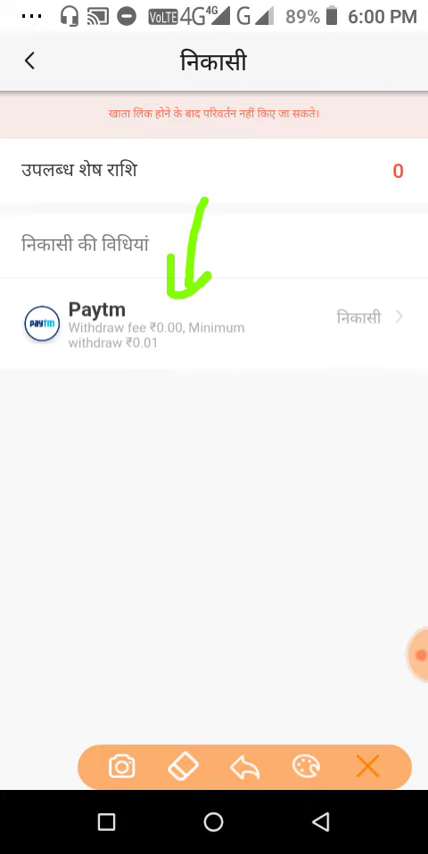 ... VoLTE 4G 4G G 89% 6:00 PM
निकासी
खाता लिंक होने के बाद परिवर्तन नहीं किए जा सकते।
उपलब्ध शेष राशि 0
निकासी की विधियां
Paytm
paytm Withdraw fee ₹0.00, Minimum निकासी
withdraw ₹0.01